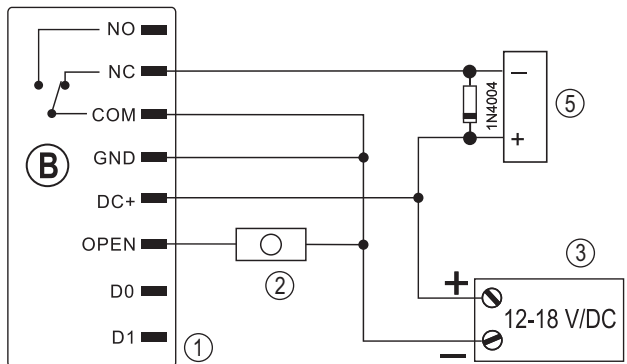 NO
NC
COM
GND
DC+
OPEN
D0
D1
B
1
2
1N4004
−
+
5
3
+
12-18 V/DC
−